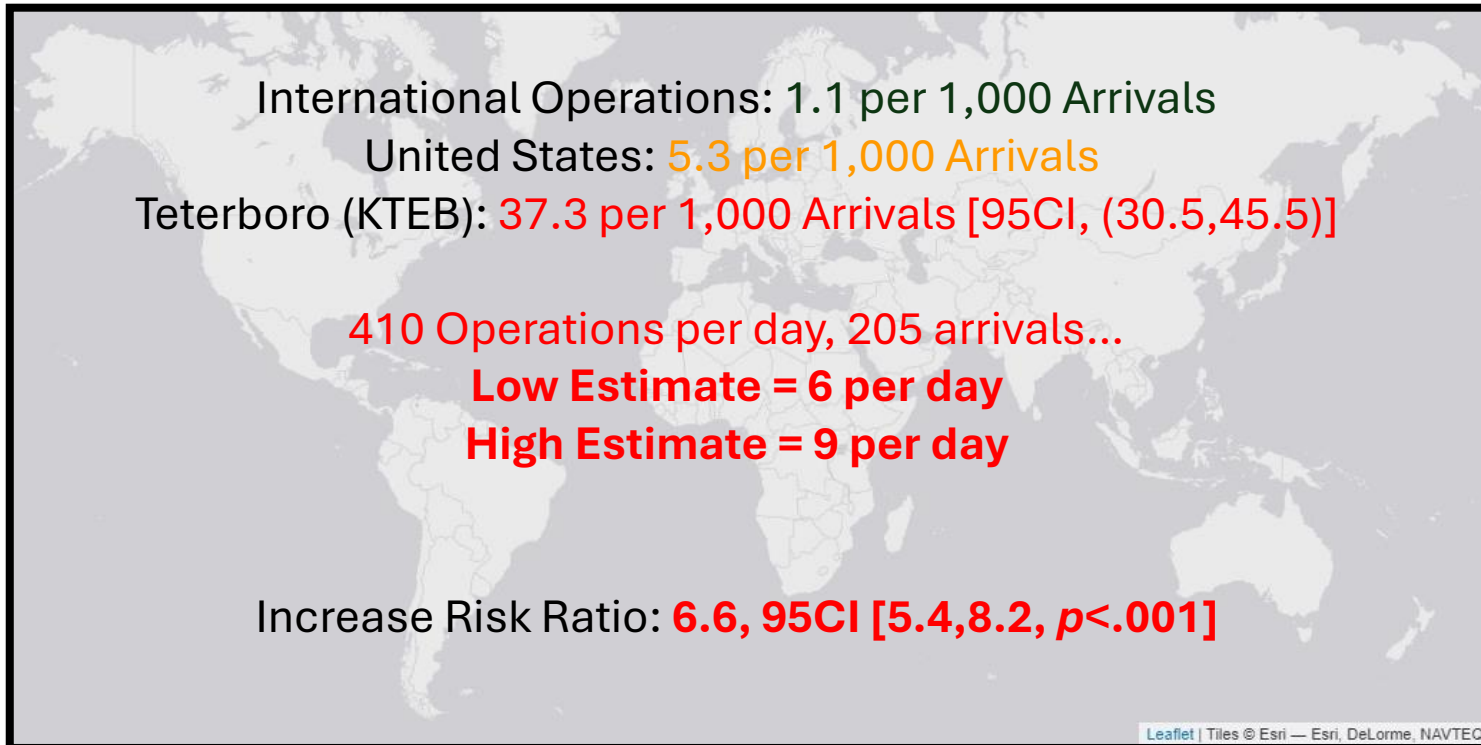 International Operations: 1.1 per 1,000 Arrivals
United States: 5.3 per 1,000 Arrivals
Teterboro (KTEB): 37.3 per 1,000 Arrivals [95CI, (30.5,45.5)]
410 Operations per day, 205 arrivals...
Low Estimate = 6 per day
High Estimate = 9 per day
Increase Risk Ratio: 6.6, 95CI [5.4,8.2, p<.001]
Leaflet | Tiles © Esri — Esri, DeLorme, NAVTEQ